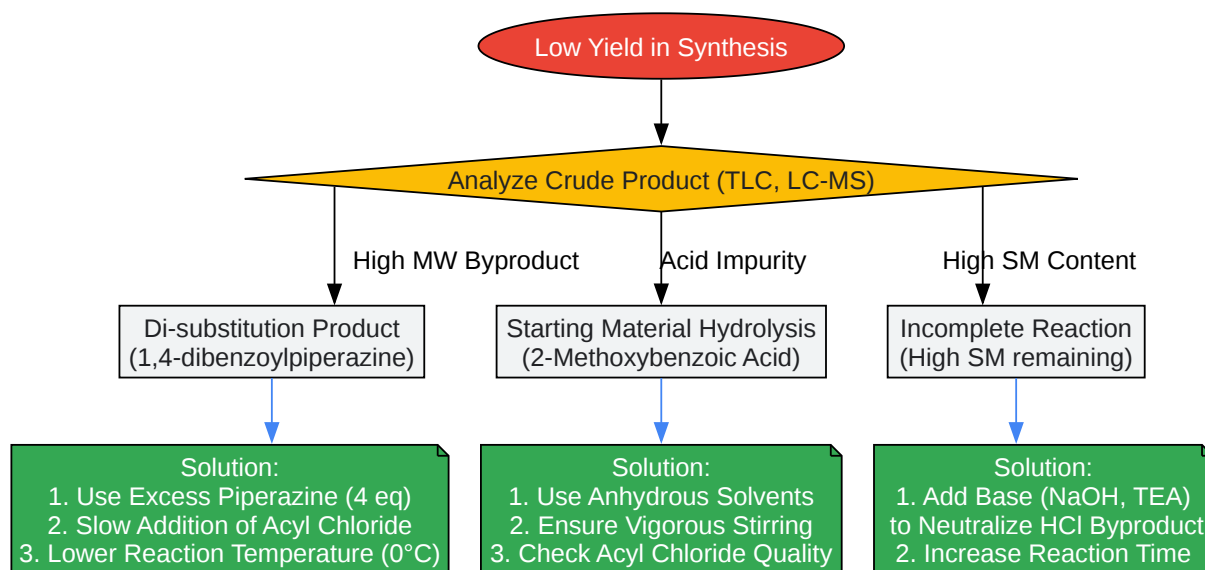 Low Yield in Synthesis
Analyze Crude Product (TLC, LC-MS)
High MW Byproduct
Acid Impurity
High SM Content
Di-substitution Product
(1,4-dibenzoylpiperazine)
Starting Material Hydrolysis
(2-Methoxybenzoic Acid)
Incomplete Reaction
(High SM remaining)
Solution:
1. Use Excess Piperazine (4 eq)
2. Slow Addition of Acyl Chloride
3. Lower Reaction Temperature (0°C)
Solution:
1. Use Anhydrous Solvents
2. Ensure Vigorous Stirring
3. Check Acyl Chloride Quality
Solution:
1. Add Base (NaOH, TEA)
to Neutralize HCl Byproduct
2. Increase Reaction Time